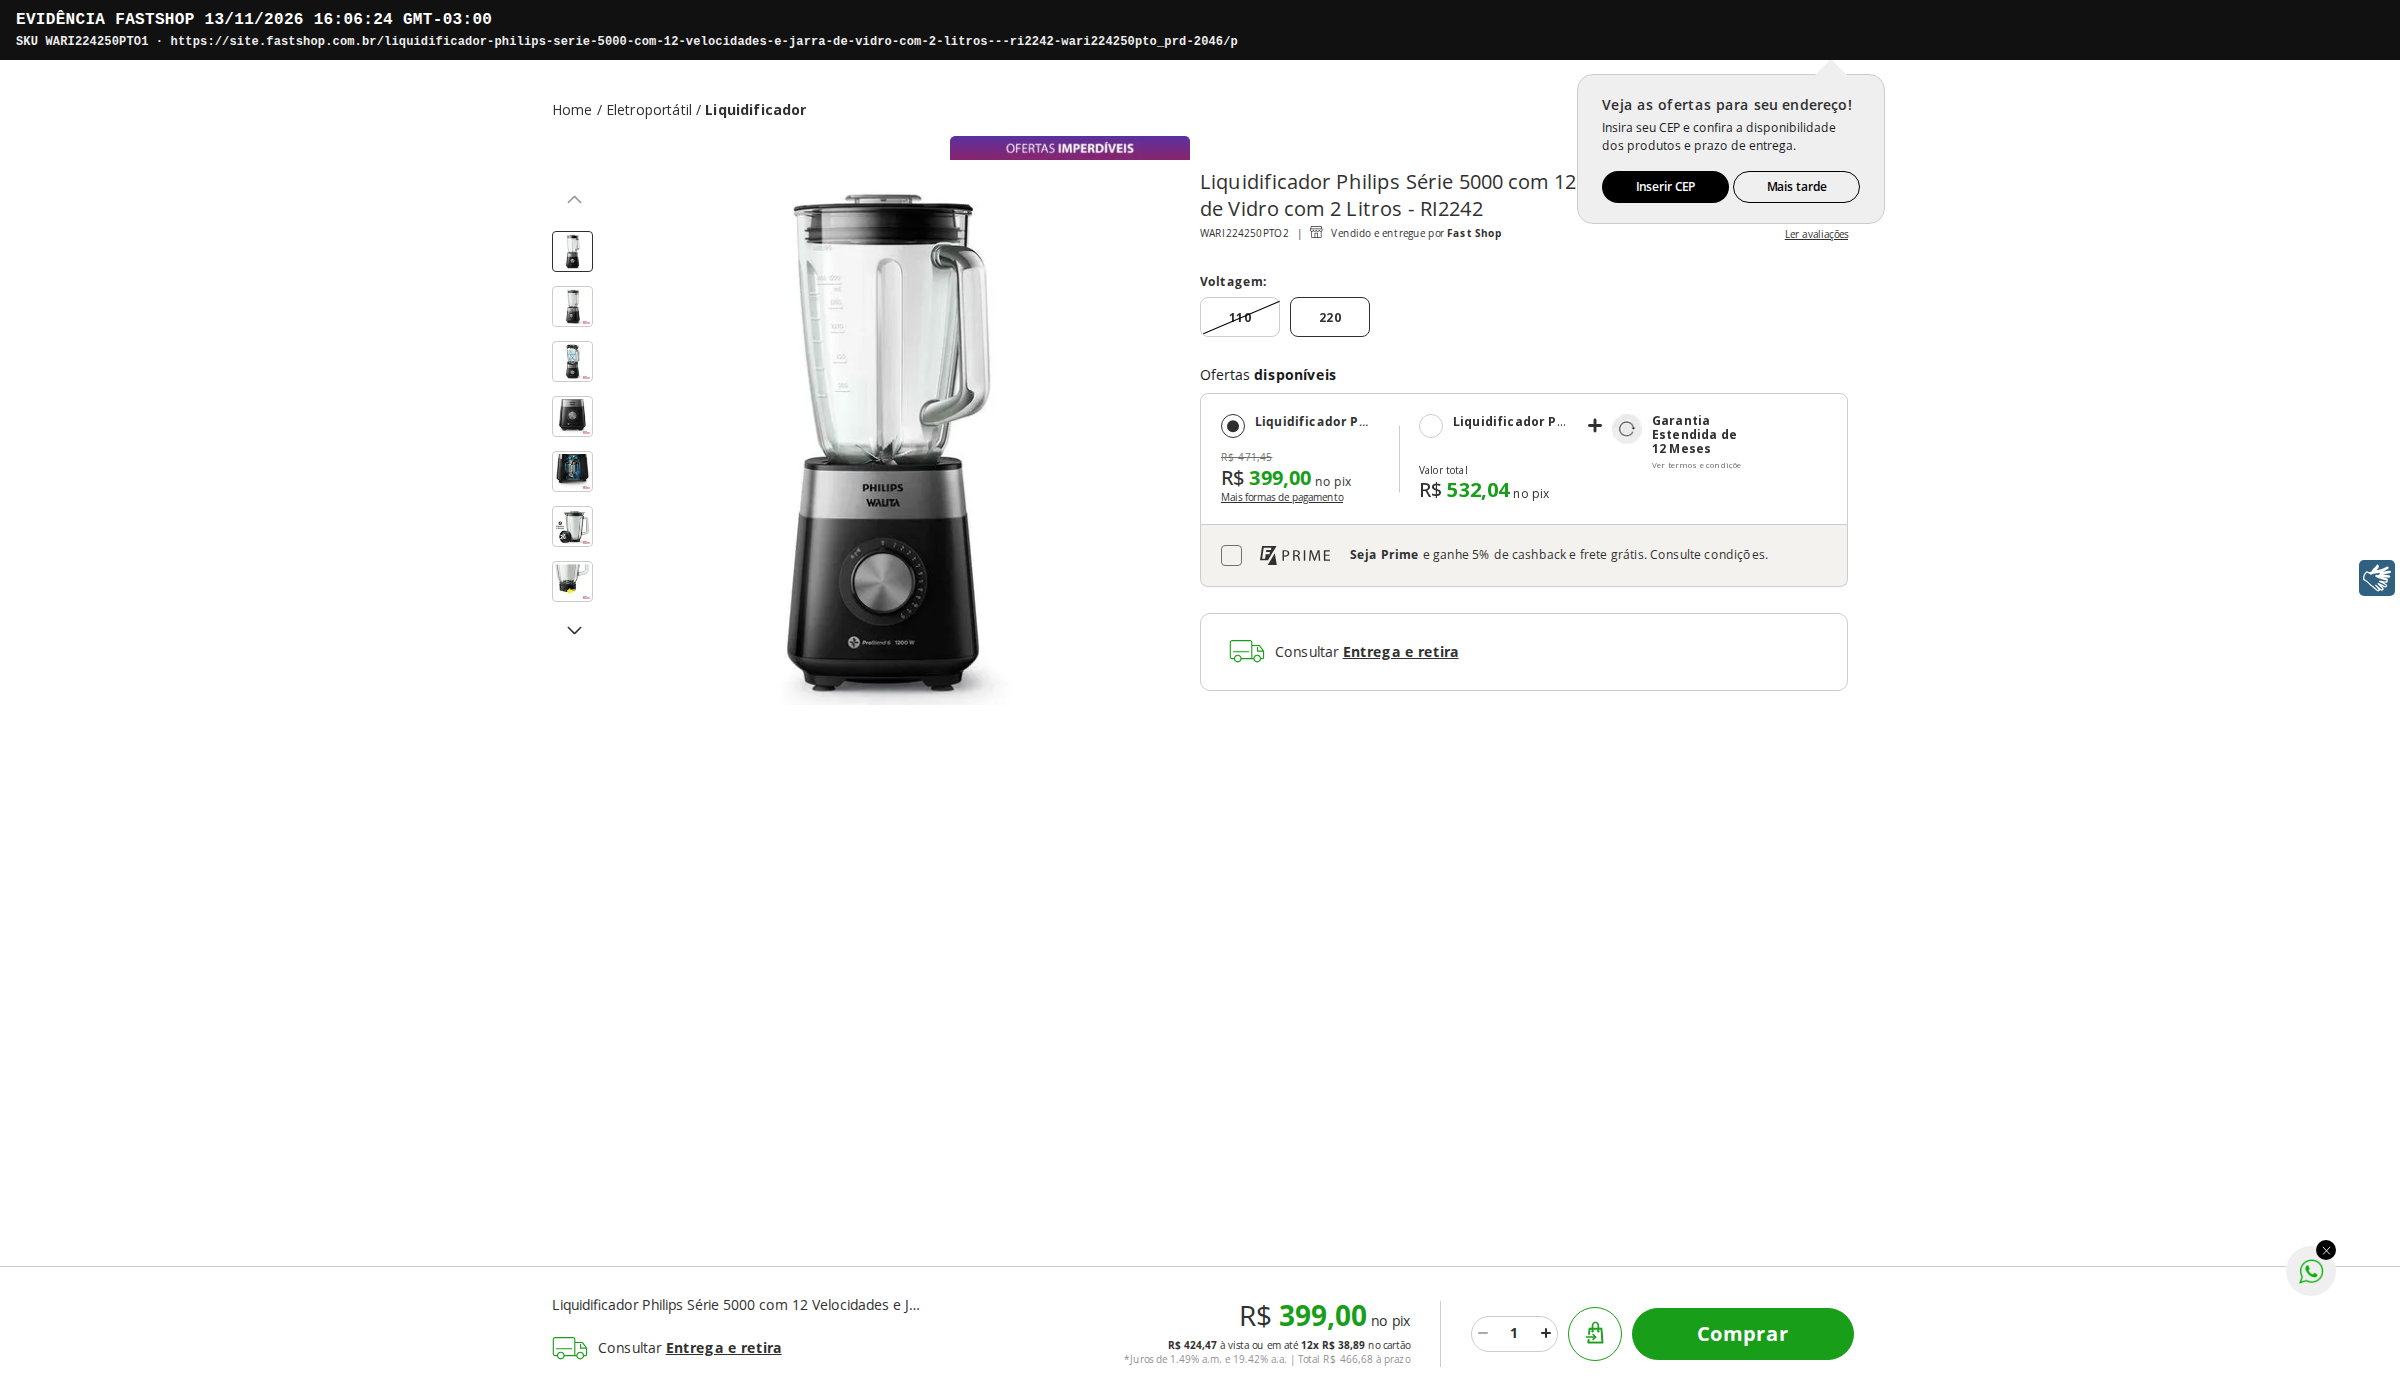 EVIDÊNCIA FASTSHOP 13/11/2026 16:06:24 GMT-03:00
SKU WARI224250PTO1 · https://site.fastshop.com.br/liquidificador-philips-serie-5000-com-12-velocidades-e-jarra-de-vidro-com-2-litros---ri2242-wari224250pto_prd-2046/p
Veja as ofertas para seu endereço!
Insira seu CEP e confira a disponibilidade
dos produtos e prazo de entrega.
Inserir CEP
Mais tarde
Home / Eletroportátil / Liquidificador
OFERTAS IMPERDÍVEIS
Liquidificador Philips Série 5000 com 12
de Vidro com 2 Litros - RI2242
WARI224250PTO2 | Vendido e entregue por Fast Shop
Ler avaliações
Voltagem:
110
220
Ofertas disponíveis
Liquidificador P...
R$ 471,45
R$ 399,00 no pix
Mais formas de pagamento
Liquidificador P...
Valor total
R$ 532,04 no pix
+
Garantia
Estendida de
12 Meses
Ver termos e condiçõe
PRIME
Seja Prime e ganhe 5% de cashback e frete grátis. Consulte condições.
Consultar Entrega e retira
PHILIPS
WALITA
ProBlend 6 1200 W
Liquidificador Philips Série 5000 com 12 Velocidades e J...
Consultar Entrega e retira
R$ 399,00 no pix
R$ 424,47 à vista ou em até 12x R$ 38,89 no cartão
*Juros de 1.49% a.m. e 19.42% a.a. | Total R$ 466,68 à prazo
1
Comprar